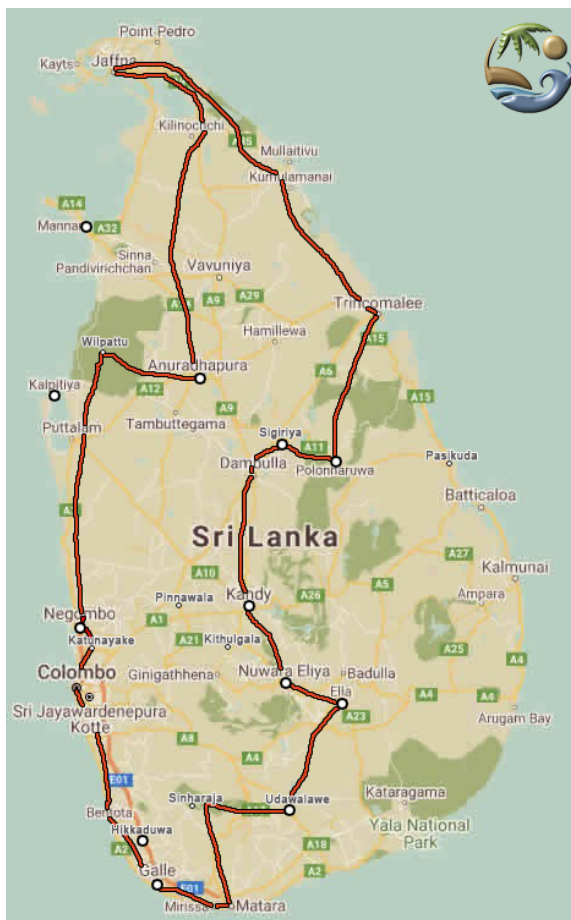 Point Pedro
Kayts
Jaffna
Kilinochchi
A35
Mullaitivu
Kumulamanai
A14
Mannar
A32
Sinna
Pandivirichchan
Vavuniya
A9
A29
Trincomalee
Hamillewa
A15
Wilpattu
Anuradhapura
A6
Kalpitiya
A12
A15
Tambuttegama
A9
Puttalam
Sigiriya
A11
Dambulla
Polonnaruwa
Pasikuda
Batticaloa
Sri Lanka
A27
A10
A5
Kalmunai
Pinnawala
Kandy
A26
Ampara
Negombo
A1
A21
Kithulgala
A25
Katunayake
Colombo
Ginigathhena
Nuwara Eliya
Badulla
Ella
A4
A4
Sri Jayawardenepura
Kotte
A23
Arugam Bay
A8
A4
E01
Sinharaja
Udawalawe
Kataragama
Bentota
Yala National
Park
Hikkaduwa
A18
A2
Galle
E01
Mirissa
Matara